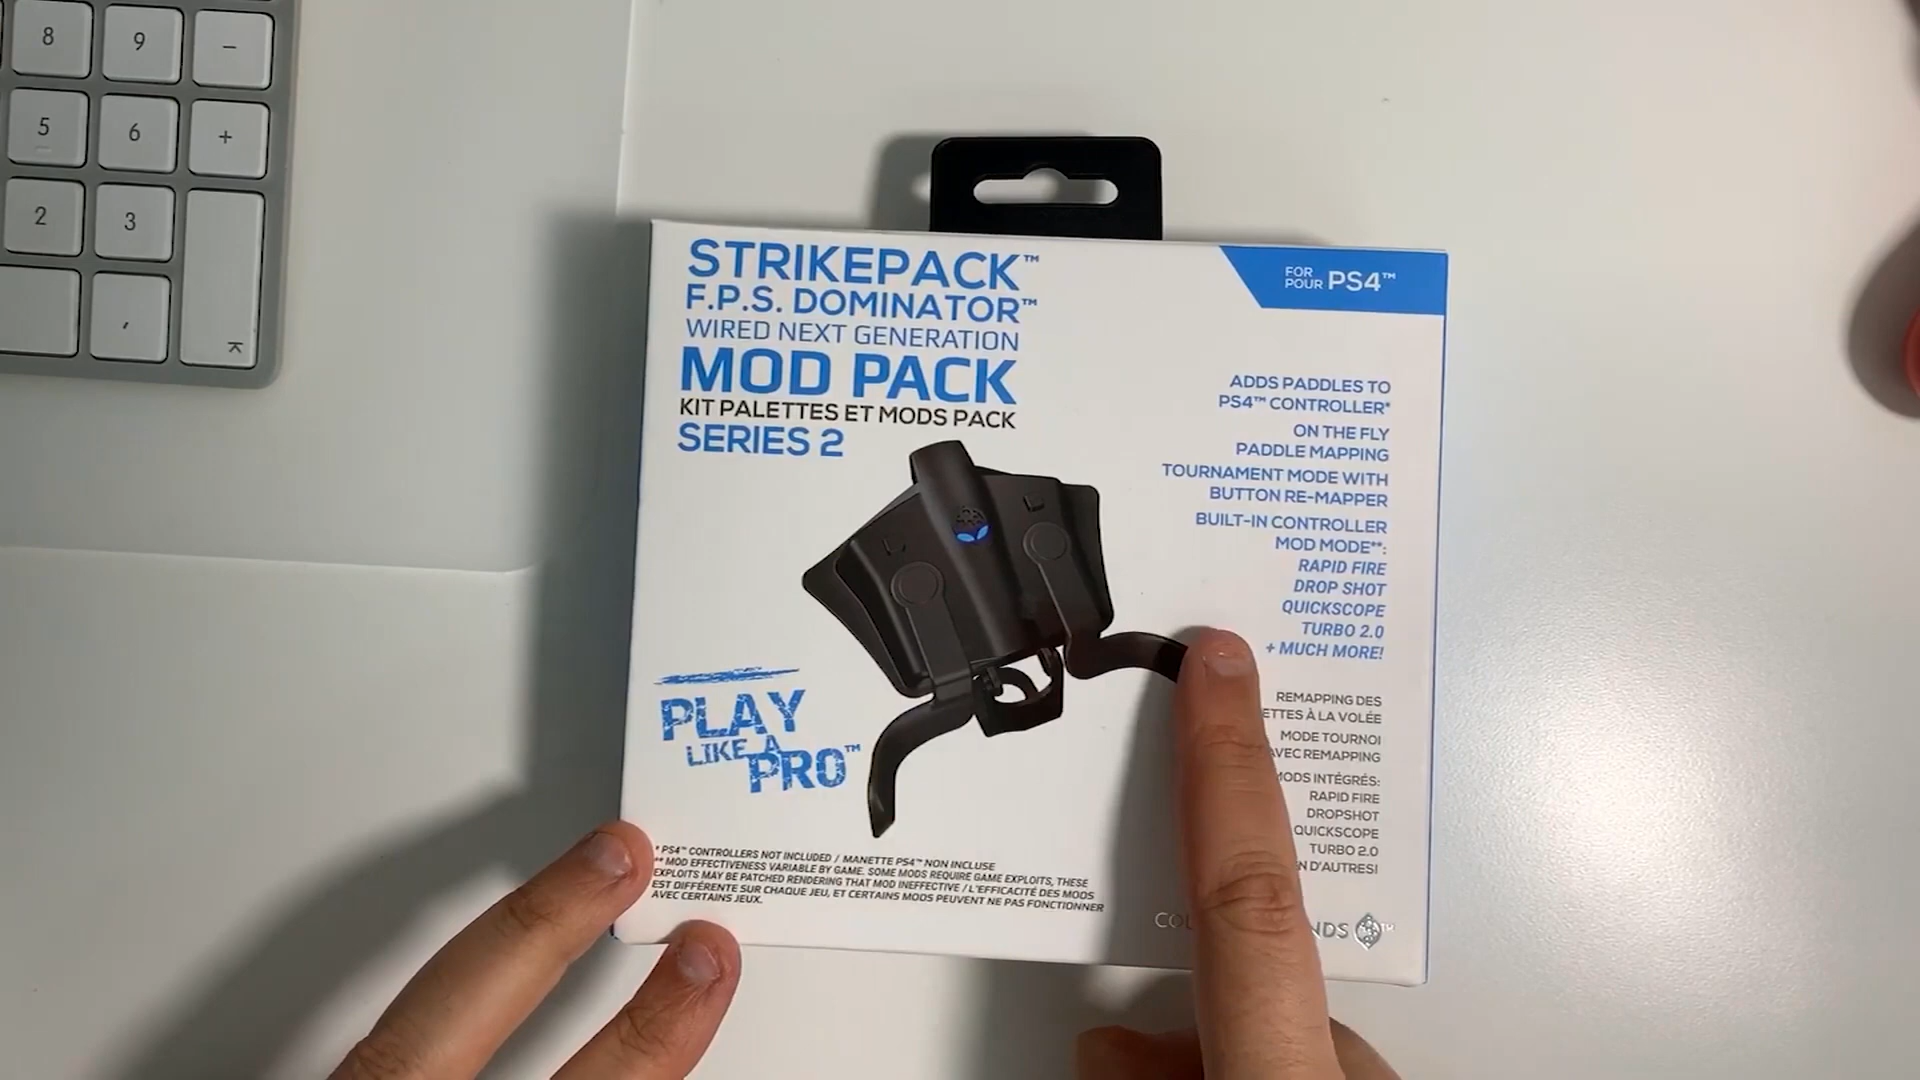 8
9
−
5
6
+
2
3
,
STRIKEPACK™
F.P.S. DOMINATOR™
WIRED NEXT GENERATION
MOD PACK
KIT PALETTES ET MODS PACK
SERIES 2
FOR
POUR PS4™
ADDS PADDLES TO
PS4™ CONTROLLER*
ON THE FLY
PADDLE MAPPING
TOURNAMENT MODE WITH
BUTTON RE-MAPPER
BUILT-IN CONTROLLER
MOD MODE**:
RAPID FIRE
DROP SHOT
QUICKSCOPE
TURBO 2.0
+ MUCH MORE!
REMAPPING DES
À LA VOLÉE
MODE TOURNOI
AVEC REMAPPING
MODS INTÉGRÉS:
RAPID FIRE
DROPSHOT
QUICKSCOPE
TURBO 2.0
D'AUTRES!
PLAY
LIKE A
PRO™
* PS4™ CONTROLLERS NOT INCLUDED / MANETTE PS4™ NON INCLUSE
** MOD EFFECTIVENESS VARIABLE BY GAME. SOME MODS REQUIRE GAME EXPLOITS, THESE
EXPLOITS MAY BE PATCHED RENDERING THAT MOD INEFFECTIVE / L'EFFICACITÉ DES MODS
EST DIFFÉRENTE SUR CHAQUE JEU, ET CERTAINS MODS PEUVENT NE PAS FONCTIONNER
AVEC CERTAINS JEUX.